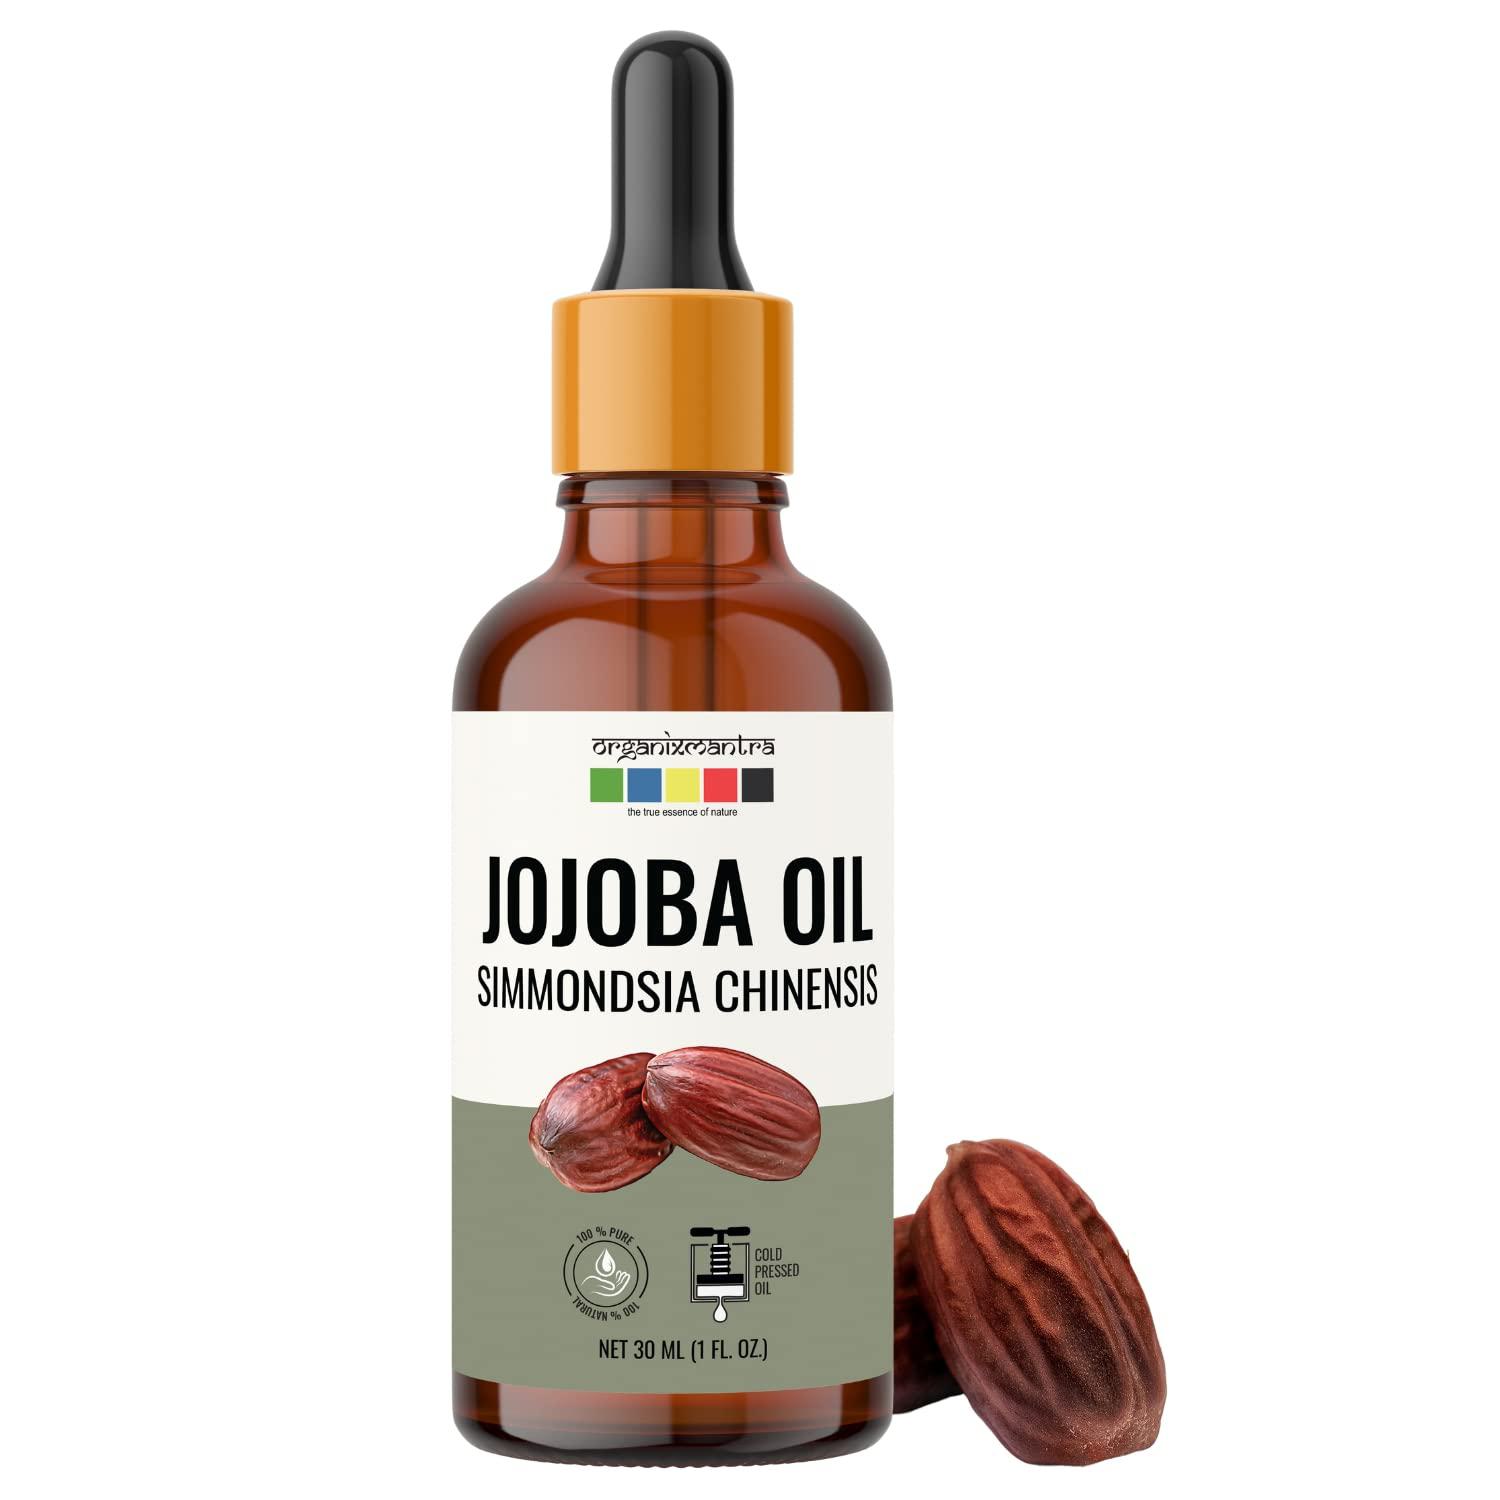 organixmantra
the true essence of nature
JOJOBA OIL
SIMMONDSIA CHINENSIS
100 % PURE
100 % NATURAL
COLD
PRESSED
OIL
NET 30 ML (1 FL. OZ.)